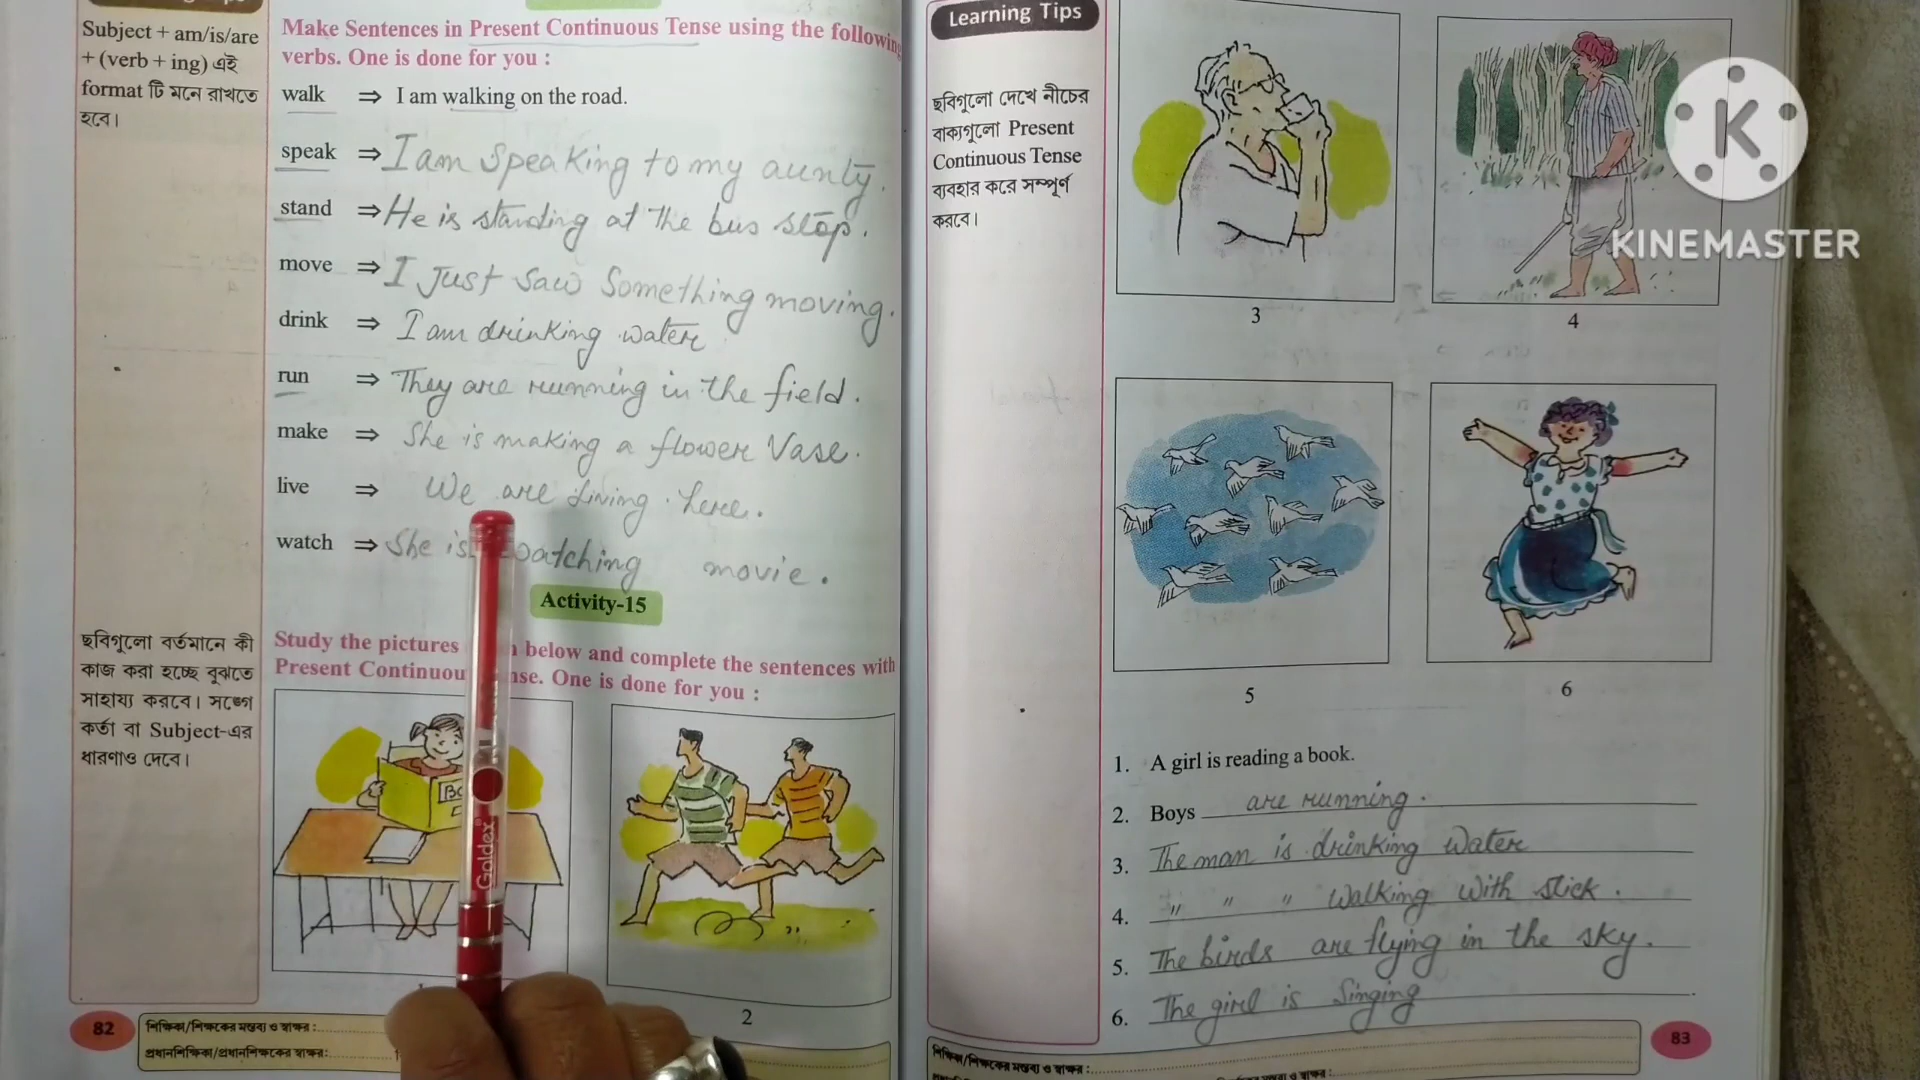 Subject + am/is/are
+ (verb + ing) এই
format টি মনে রাখতে
হবে।
Make Sentences in Present Continuous Tense using the following
verbs. One is done for you :
walk ⇒ I am walking on the road.
speak ⇒ I am speaking to my aunty.
stand ⇒ He is standing at the bus stop.
move ⇒ I just saw something moving.
drink ⇒ I am drinking water
run ⇒ They are running in the field.
make ⇒ She is making a flower vase.
live ⇒ We are living here.
watch ⇒ She is watching movie.
Activity-15
ছবিগুলো বর্তমানে কী
কাজ করা হচ্ছে বুঝতে
সাহায্য করবে। সঙ্গে
কর্তা বা Subject-এর
ধারণাও দেবে।
Study the pictures below and complete the sentences with
Present Continuous Tense. One is done for you :
Goldex
2
82
শিক্ষিকা/শিক্ষকের মন্তব্য ও স্বাক্ষর :
প্রধানশিক্ষিকা/প্রধানশিক্ষকের স্বাক্ষর:
Learning Tips
ছবিগুলো দেখে নীচের
বাক্যগুলো Present
Continuous Tense
ব্যবহার করে সম্পূর্ণ
করবে।
K
KINEMASTER
3
4
5
6
1. A girl is reading a book.
2. Boys are running.
3. The man is drinking water
4. " " " walking with stick.
5. The birds are flying in the sky.
6. The girl is singing
শিক্ষিকা/শিক্ষকের মন্তব্য ও স্বাক্ষর :
83